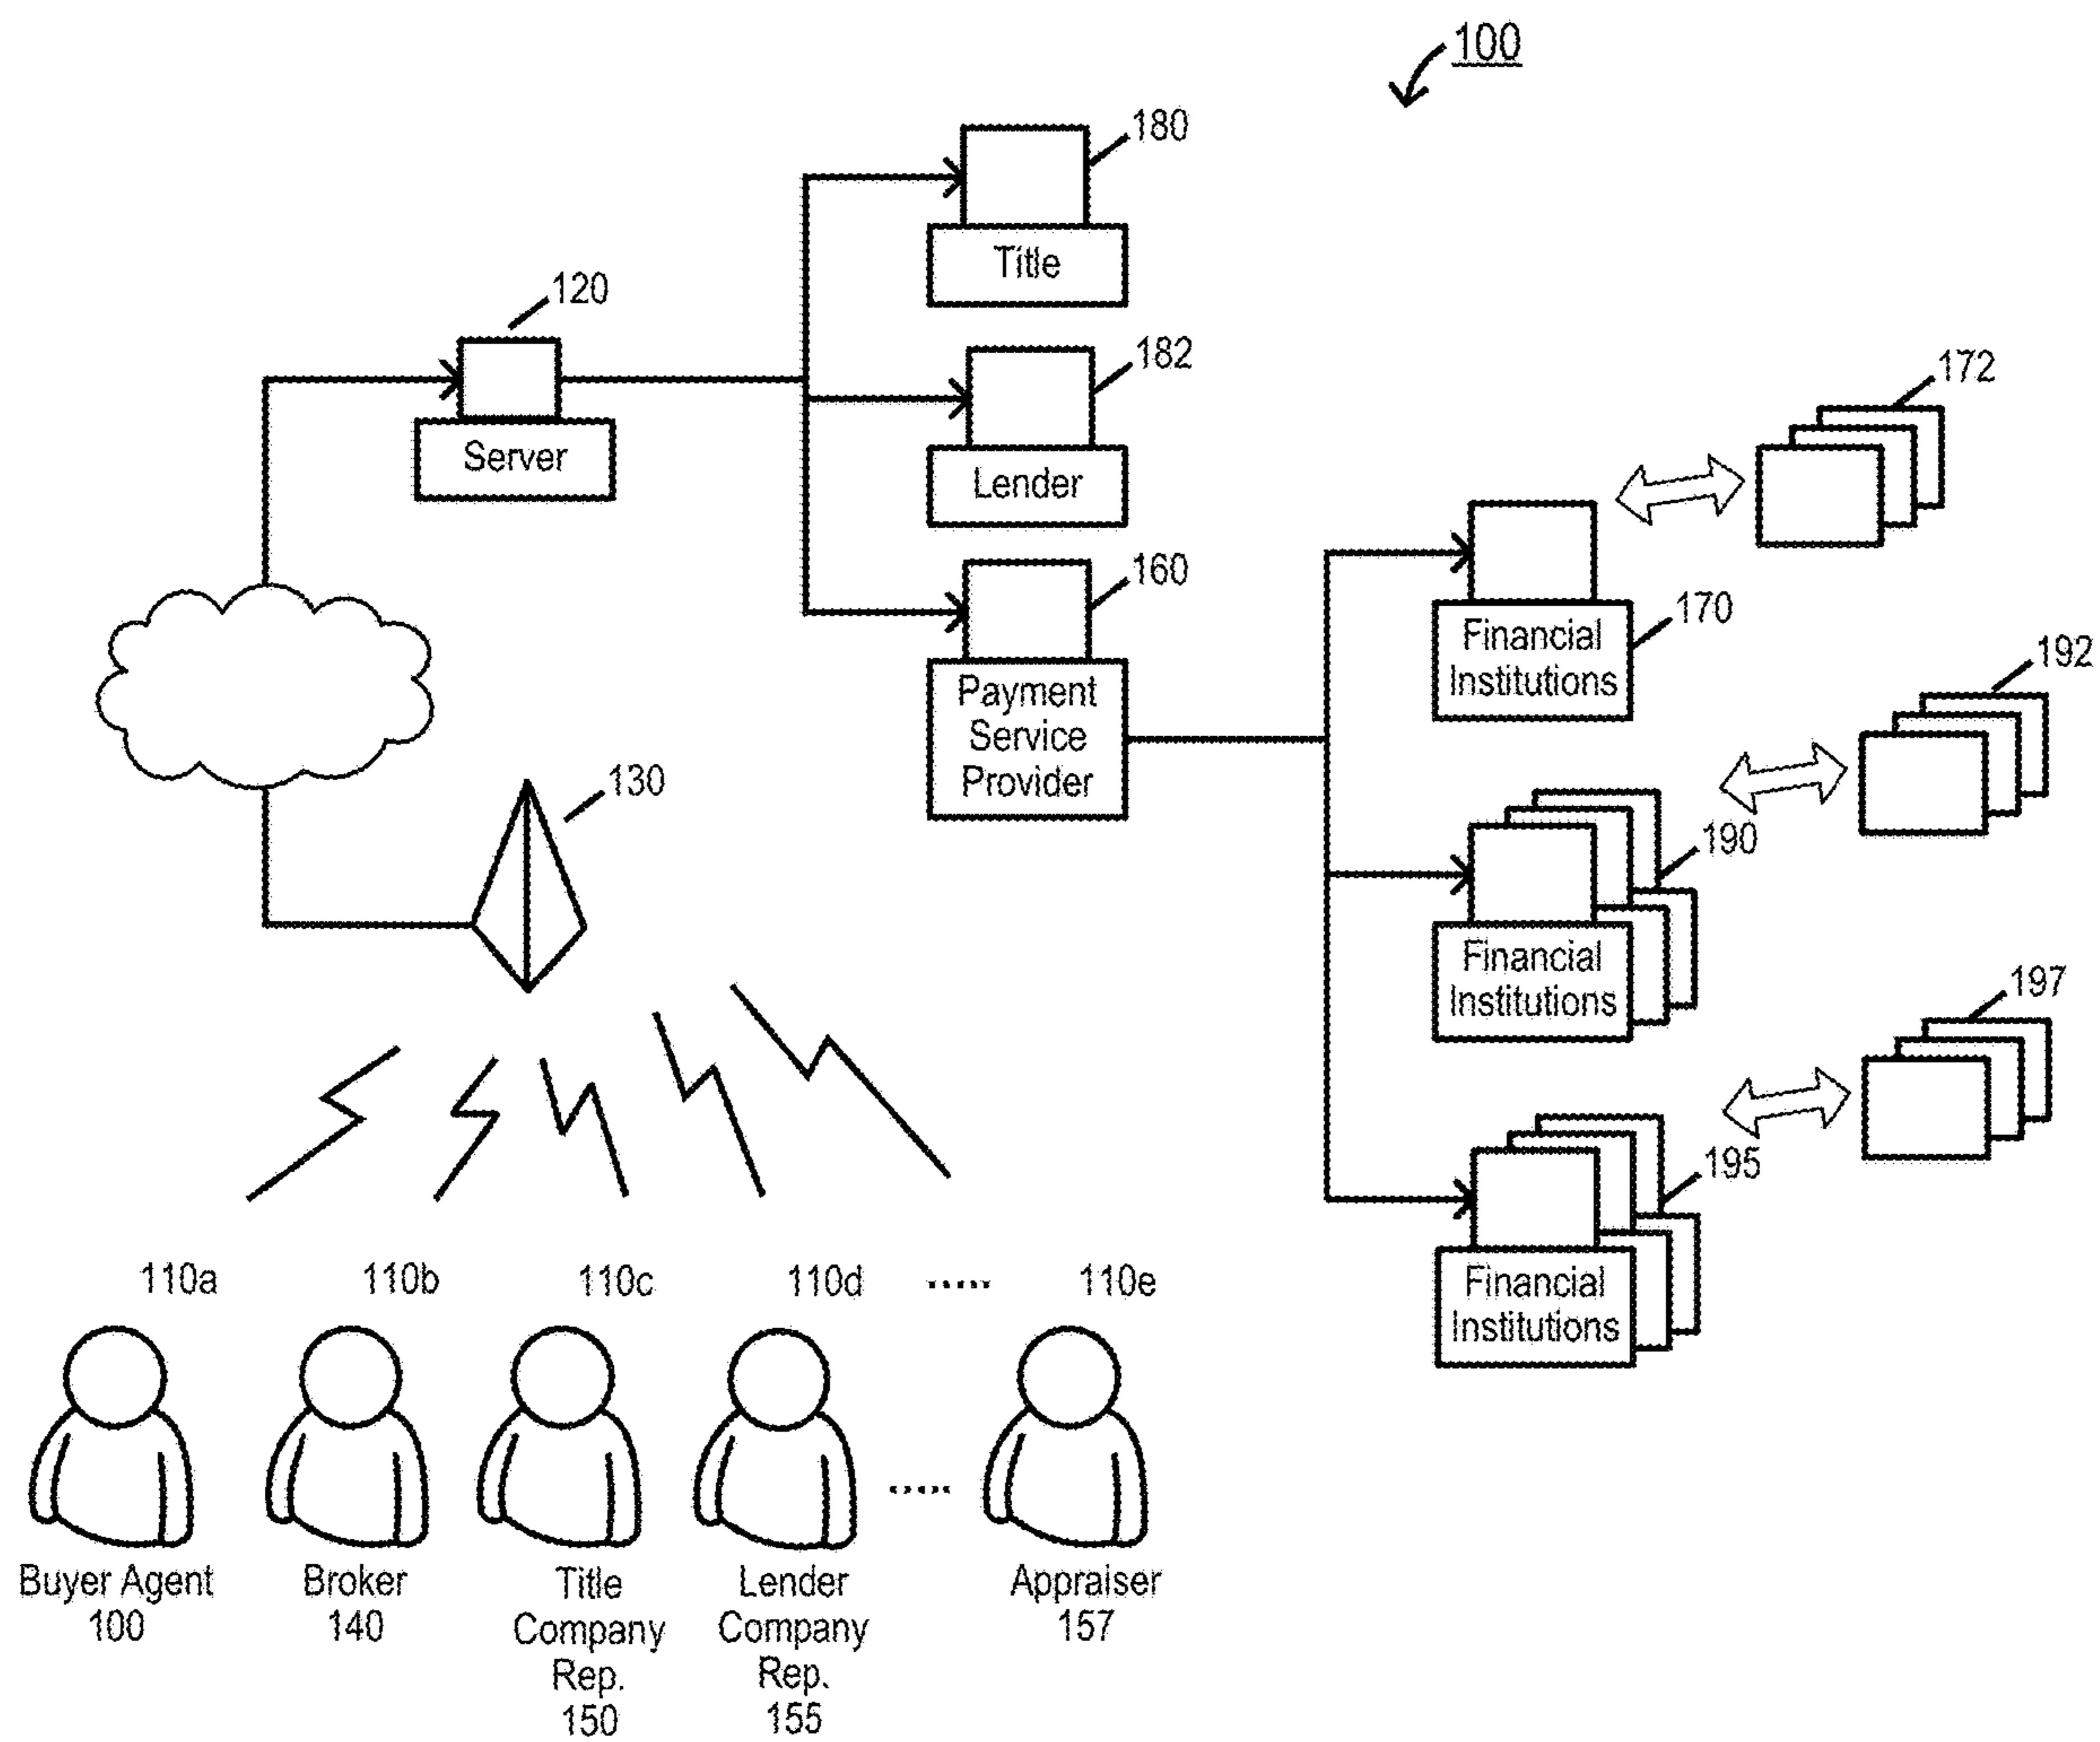 100
180
Title
120
182
Server
Lender
172
160
170
Financial
Institutions
Payment
Service
Provider
192
130
190
Financial
Institutions
197
195
Financial
Institutions
110a 110b 110c 110d ..... 110e
.....
Buyer Agent
100
Broker
140
Title
Company
Rep.
150
Lender
Company
Rep.
155
Appraiser
157